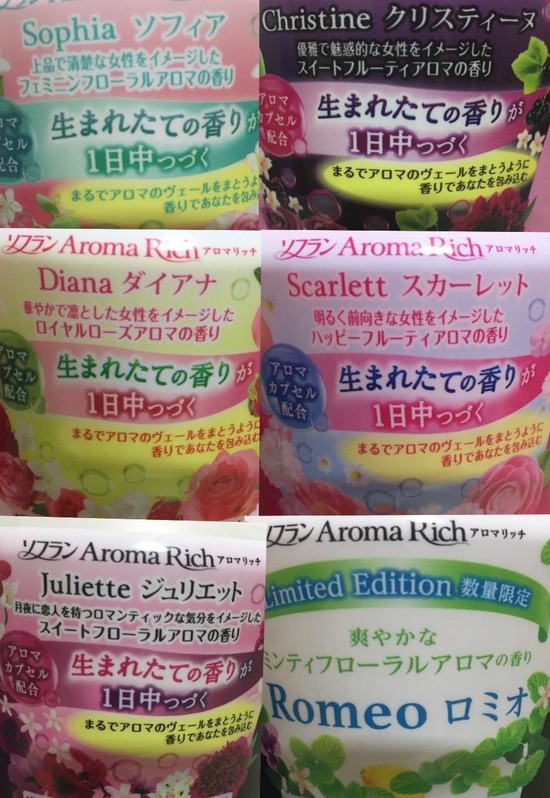 Sophia ソフィア
上品で清楚な女性をイメージした
フェミニンフローラルアロマの香り
アロマ
カプセル
配合
生まれたての香りが
1日中つづく
まるでアロマのヴェールをまとうように
香りであなたを包み込む
Christine クリスティーヌ
優雅で魅惑的な女性をイメージした
スイートフルーティアロマの香り
アロマ
カプセル
配合
生まれたての香りが
1日中つづく
まるでアロマのヴェールをまとうように
香りであなたを包み込む
ソフラン Aroma Rich アロマリッチ
Diana ダイアナ
華やかで凛とした女性をイメージした
ロイヤルローズアロマの香り
アロマ
カプセル
配合
生まれたての香りが
1日中つづく
まるでアロマのヴェールをまとうように
香りであなたを包み込む
ソフラン Aroma Rich アロマリッチ
Scarlett スカーレット
明るく前向きな女性をイメージした
ハッピーフルーティアロマの香り
アロマ
カプセル
配合
生まれたての香りが
1日中つづく
まるでアロマのヴェールをまとうように
香りであなたを包み込む
ソフラン Aroma Rich アロマリッチ
Juliette ジュリエット
月夜に恋人を待つロマンティックな気分をイメージした
スイートフローラルアロマの香り
アロマ
カプセル
配合
生まれたての香りが
1日中つづく
まるでアロマのヴェールをまとうように
香りであなたを包み込む
ソフラン Aroma Rich アロマリッチ
Limited Edition 数量限定
爽やかな
ミンティフローラルアロマの香り
Romeo ロミオ